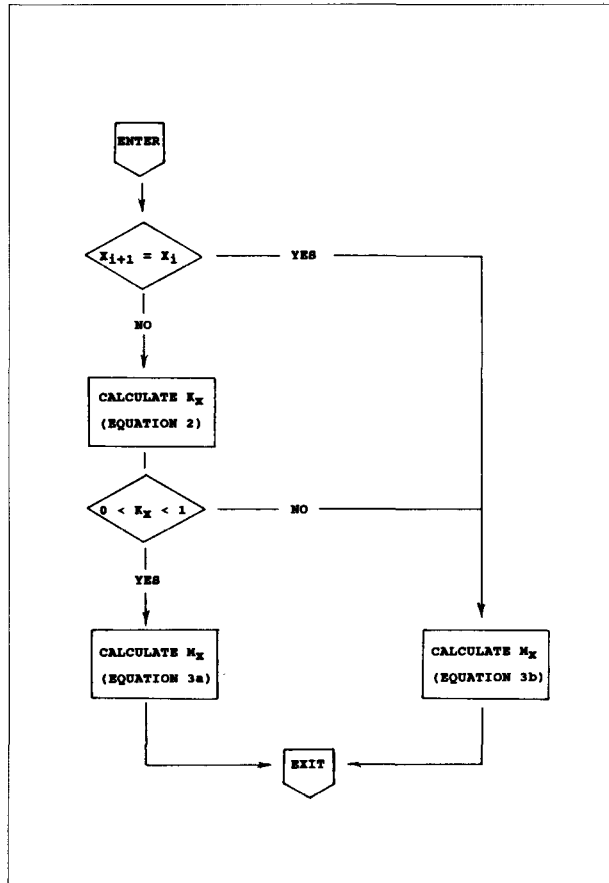 ENTER
X_{i+1} = X_i
YES
NO
CALCULATE K_X
(EQUATION 2)
0 < K_X < 1
NO
YES
CALCULATE M_X
(EQUATION 3a)
CALCULATE M_X
(EQUATION 3b)
EXIT